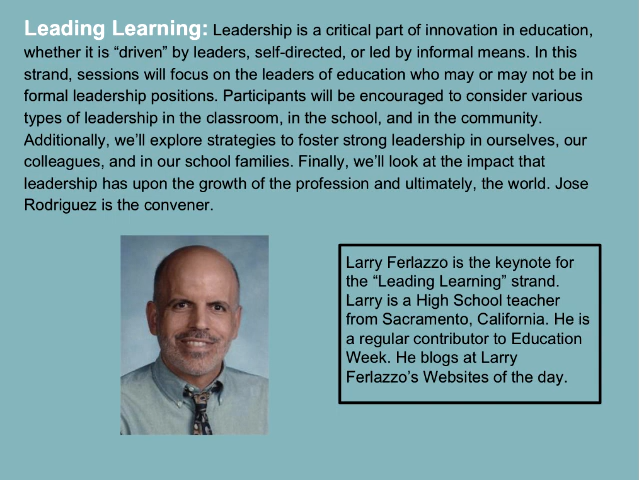 Leading Learning: Leadership is a critical part of innovation in education,
whether it is “driven” by leaders, self-directed, or led by informal means. In this
strand, sessions will focus on the leaders of education who may or may not be in
formal leadership positions. Participants will be encouraged to consider various
types of leadership in the classroom, in the school, and in the community.
Additionally, we’ll explore strategies to foster strong leadership in ourselves, our
colleagues, and in our school families. Finally, we’ll look at the impact that
leadership has upon the growth of the profession and ultimately, the world. Jose
Rodriguez is the convener.
Larry Ferlazzo is the keynote for
the “Leading Learning” strand.
Larry is a High School teacher
from Sacramento, California. He is
a regular contributor to Education
Week. He blogs at Larry
Ferlazzo’s Websites of the day.